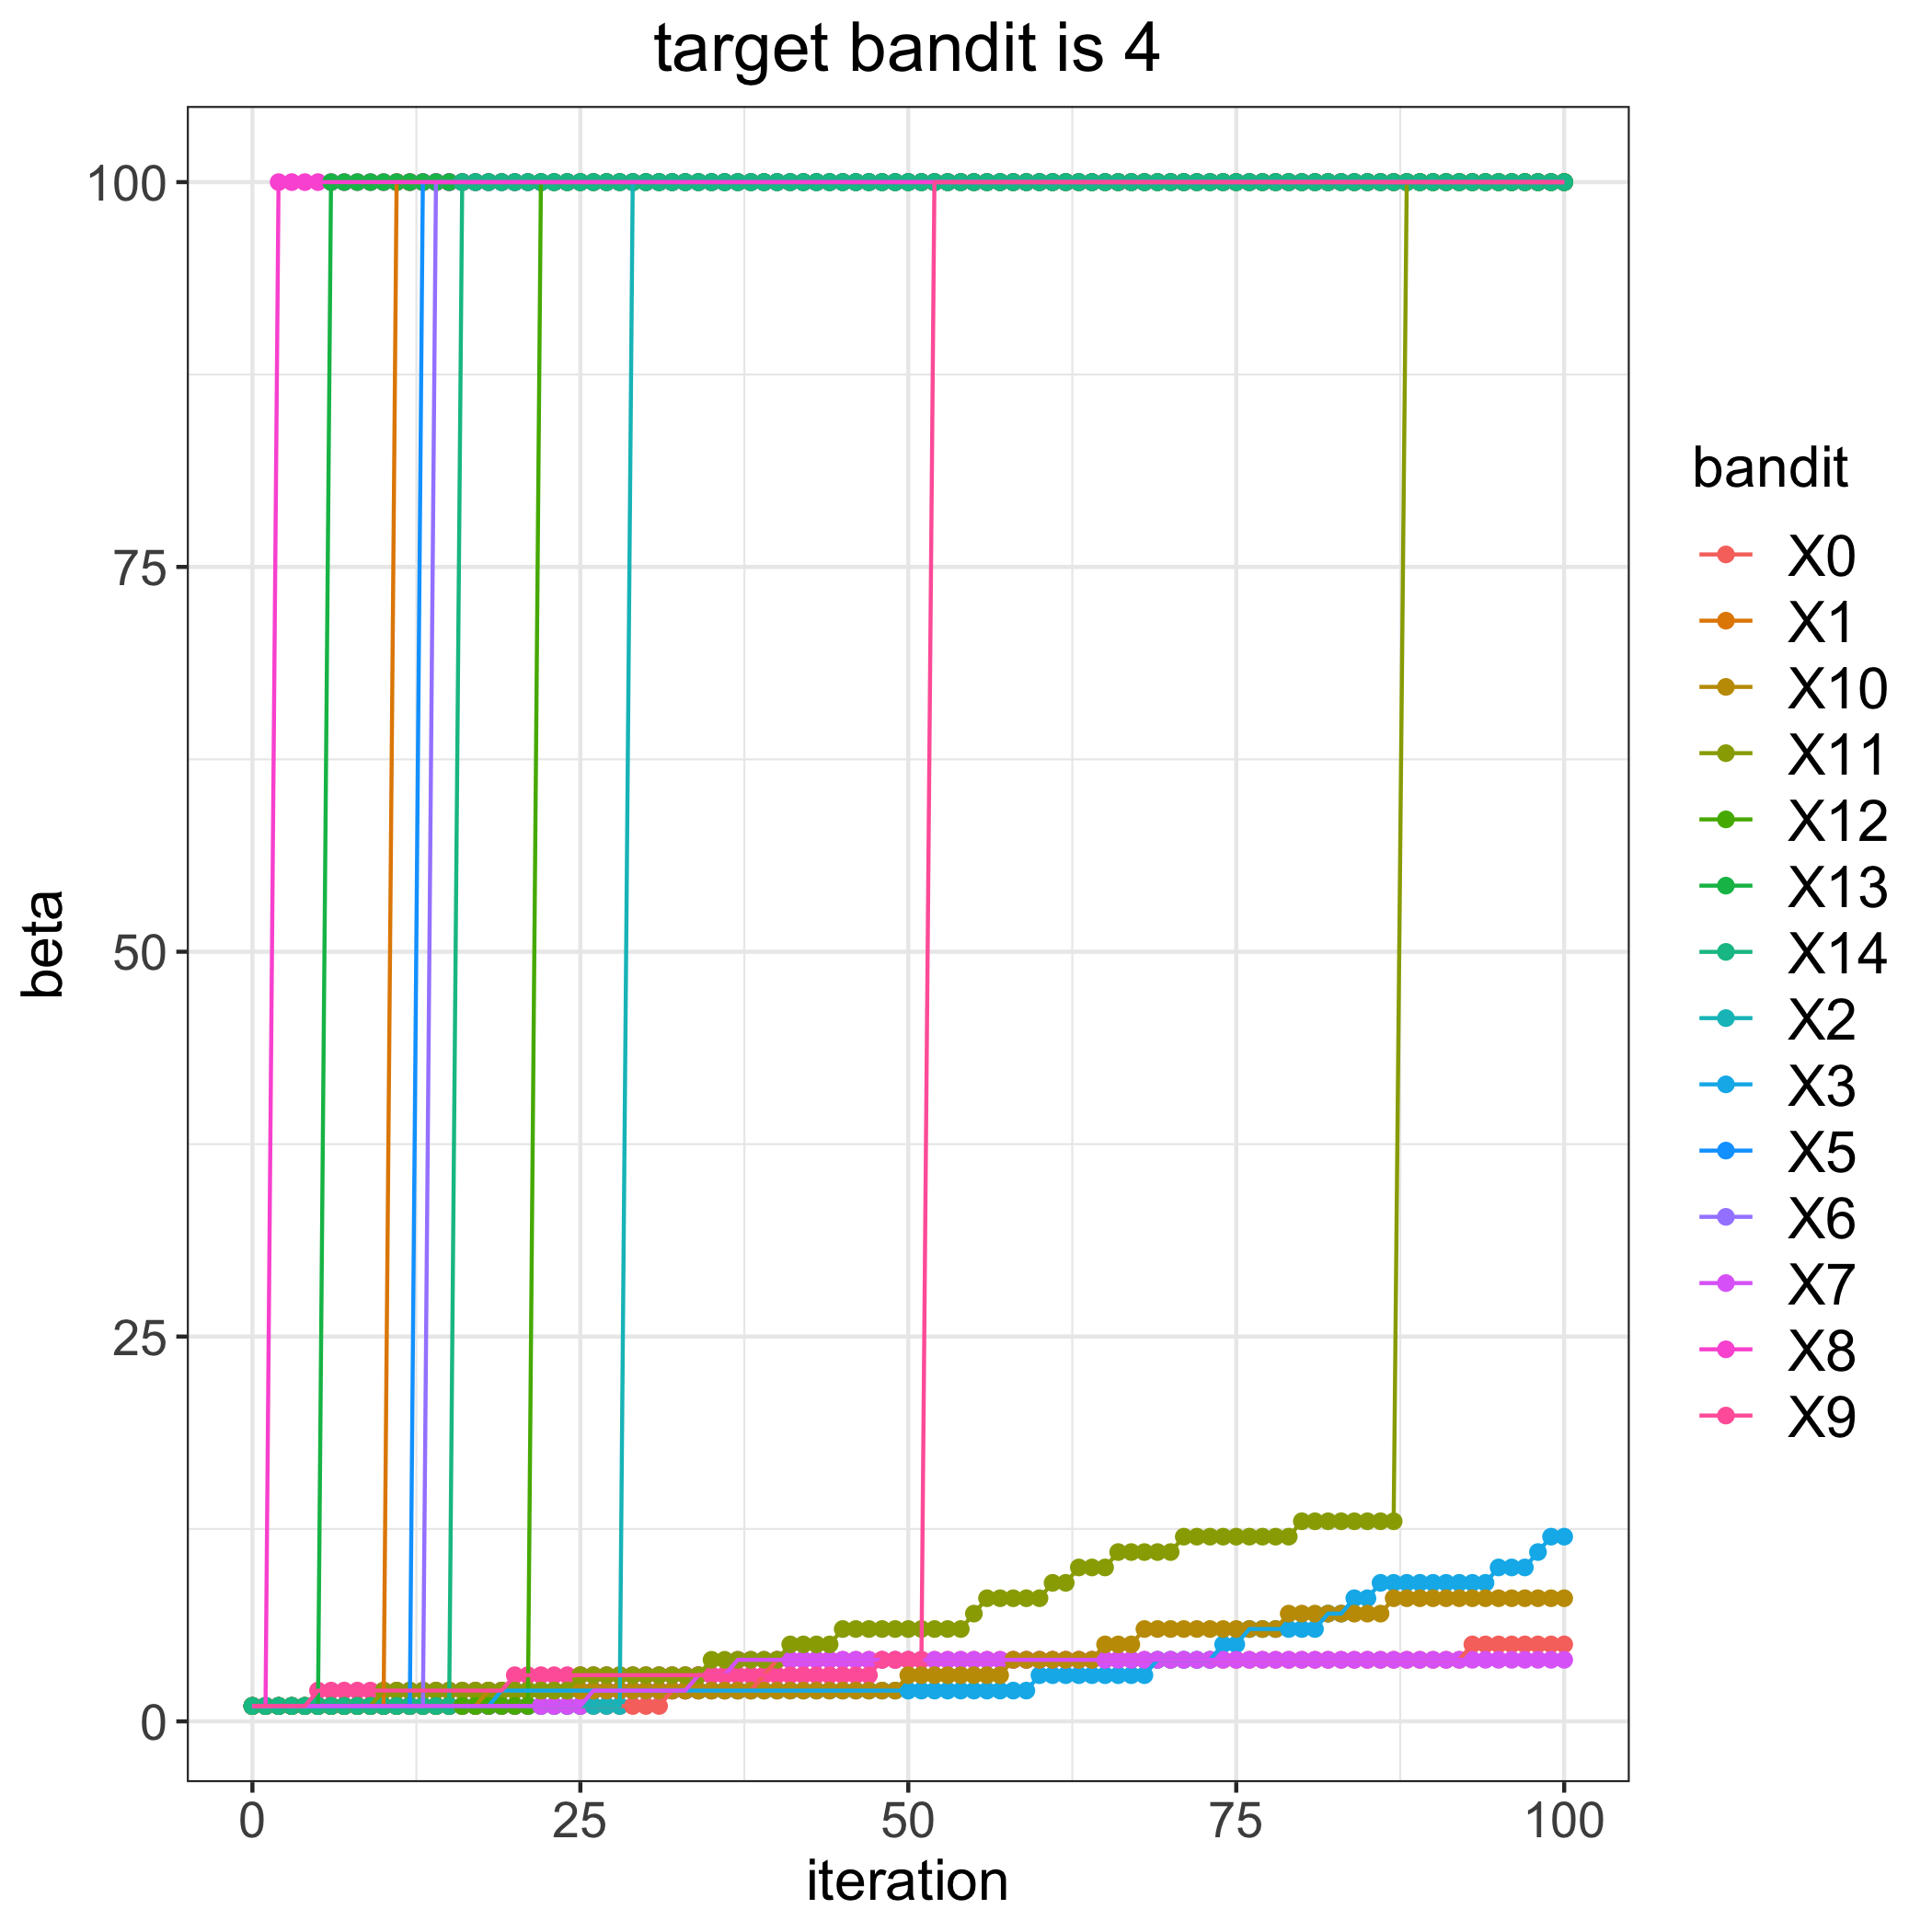 target bandit is 4
100
75
50
25
0
beta
0 25 50 75 100
iteration
bandit
X0
X1
X10
X11
X12
X13
X14
X2
X3
X5
X6
X7
X8
X9